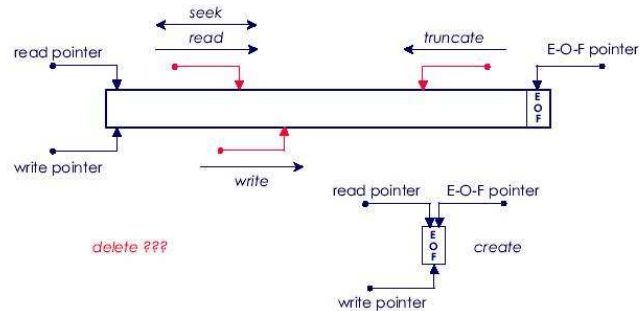 seek
read
truncate
read pointer
E-O-F pointer
EOF
write pointer
write
read pointer
E-O-F pointer
EOF
create
delete ???
write pointer